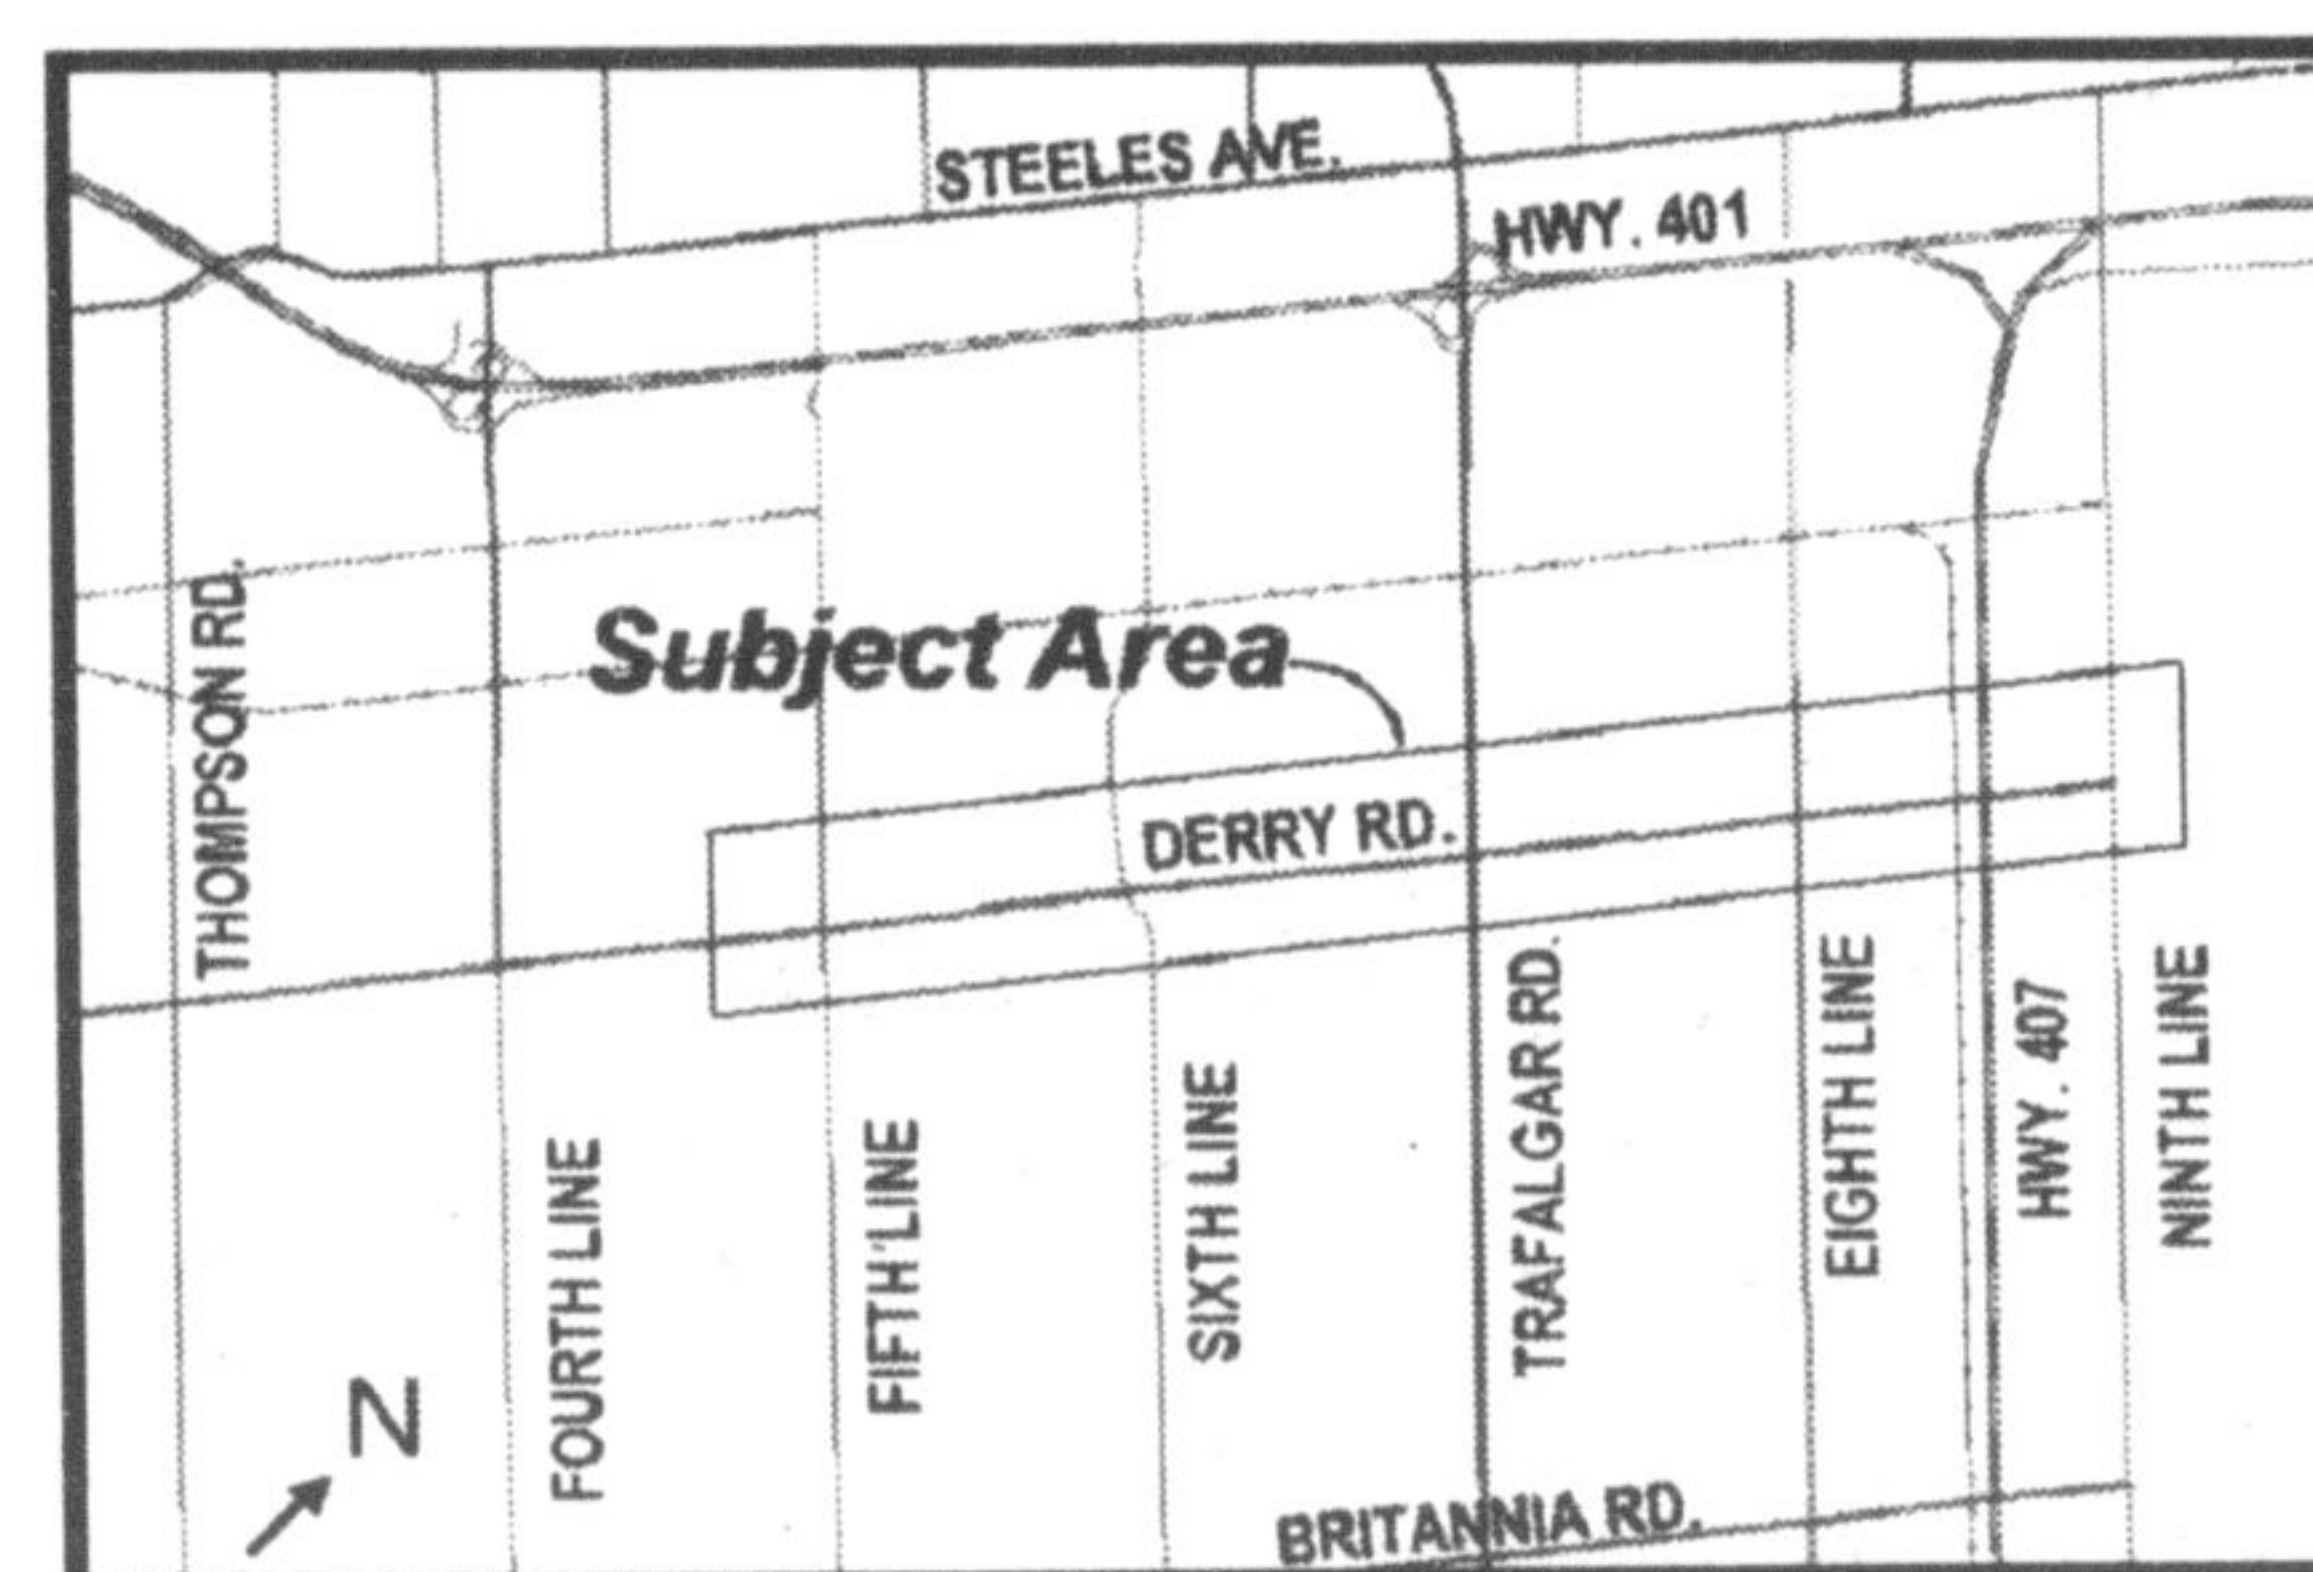 STEELES AVE.
HWY. 401
THOMPSON RD.
Subject Area
DERRY RD.
FOURTH LINE
FIFTH LINE
SIXTH LINE
TRAFALGAR RD.
EIGHTH LINE
HWY. 407
NINTH LINE
N
BRITANNIA RD.